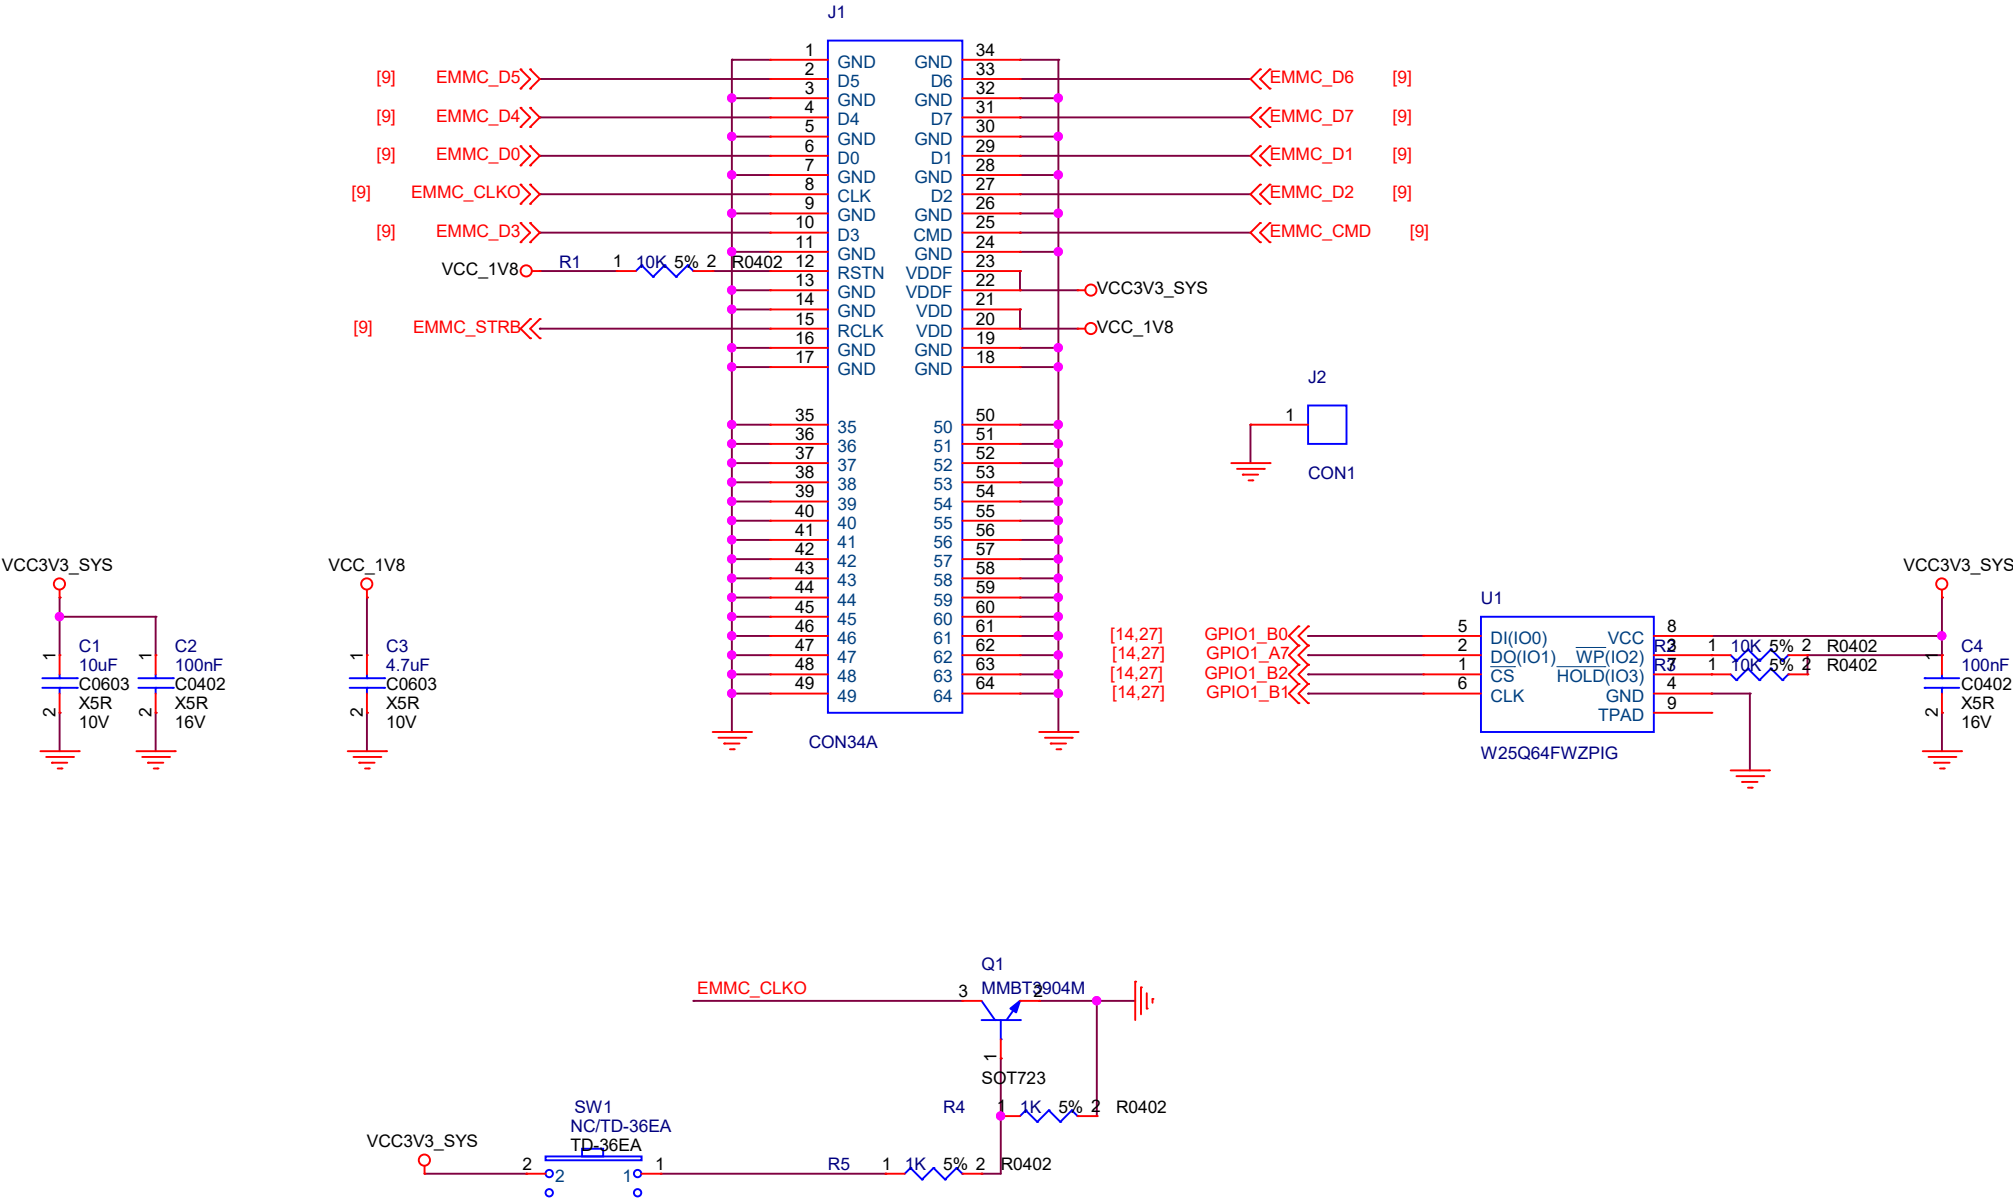 J1
1 GND GND 34
[9] EMMC_D5 2 D5 D6 33 EMMC_D6 [9]
3 GND GND 32
[9] EMMC_D4 4 D4 D7 31 EMMC_D7 [9]
5 GND GND 30
[9] EMMC_D0 6 D0 D1 29 EMMC_D1 [9]
7 GND GND 28
[9] EMMC_CLKO 8 CLK D2 27 EMMC_D2 [9]
9 GND GND 26
[9] EMMC_D3 10 D3 CMD 25 EMMC_CMD [9]
11 GND GND 24
VCC_1V8 R1 1 10K 5% 2 R0402 12 RSTN VDDF 23
13 GND VDDF 22 VCC3V3_SYS
14 GND VDD 21
[9] EMMC_STRB 15 RCLK VDD 20 VCC_1V8
16 GND GND 19
17 GND GND 18
35 35 50 50
36 36 51 51
37 37 52 52
38 38 53 53
39 39 54 54
40 40 55 55
41 41 56 56
42 42 57 57
43 43 58 58
44 44 59 59
45 45 60 60
46 46 61 61
47 47 62 62
48 48 63 63
49 49 64 64
CON34A
J2
1
CON1
VCC3V3_SYS
1 C1
10uF
C0603
X5R
2 10V
1 C2
100nF
C0402
X5R
2 16V
VCC_1V8
1 C3
4.7uF
C0603
X5R
2 10V
U1
[14,27] GPIO1_B0 5 DI(IO0) VCC 8
[14,27] GPIO1_A7 2 DO(IO1) WP(IO2) 3 R2 1 10K 5% 2 R0402
[14,27] GPIO1_B2 1 CS HOLD(IO3) 7 R3 1 10K 5% 2 R0402
[14,27] GPIO1_B1 6 CLK GND 4
TPAD 9
W25Q64FWZPIG
VCC3V3_SYS
1 C4
100nF
C0402
X5R
2 16V
Q1
EMMC_CLKO 3 MMBT3904M 2
1
SOT723
R4 1 1K 5% 2 R0402
SW1
NC/TD-36EA
TD-36EA
VCC3V3_SYS 2 2 1 1 R5 1 1K 5% 2 R0402